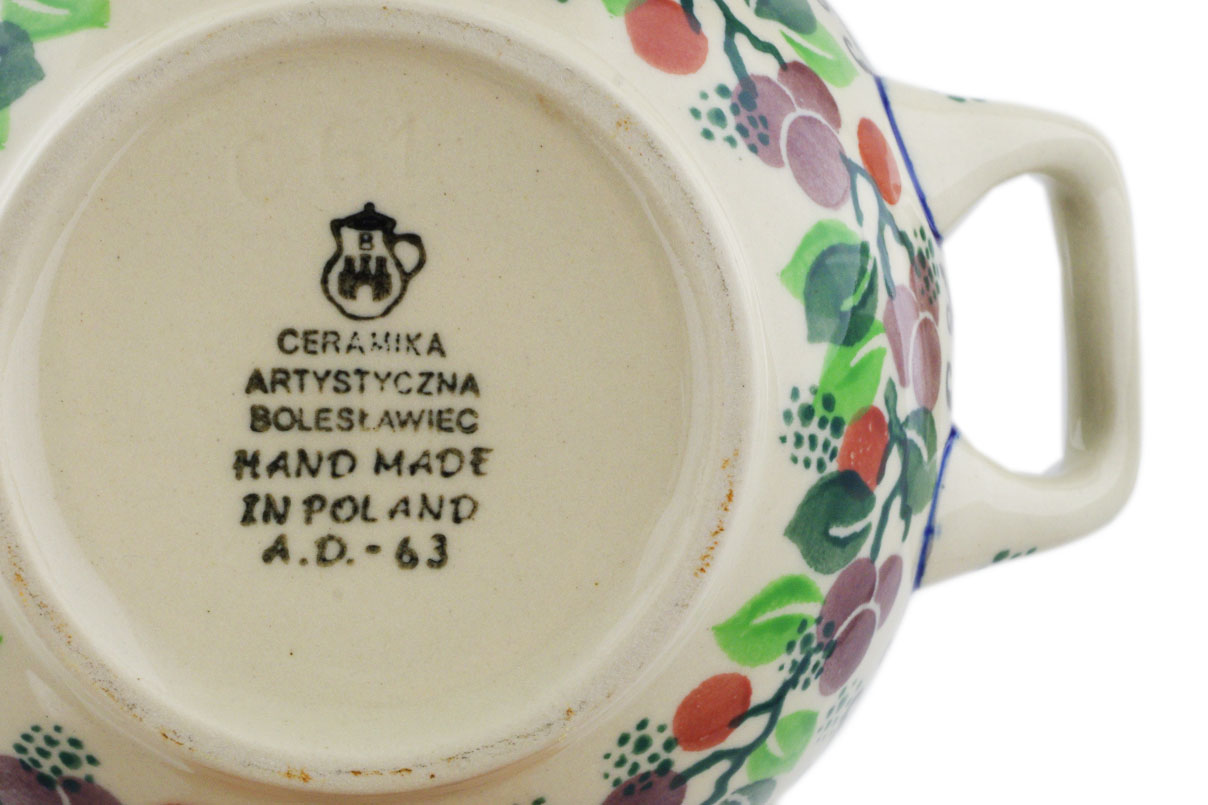 B
CERAMIKA
ARTYSTYCZNA
BOLESŁAWIEC
HAND MADE
IN POLAND
A.D.-63